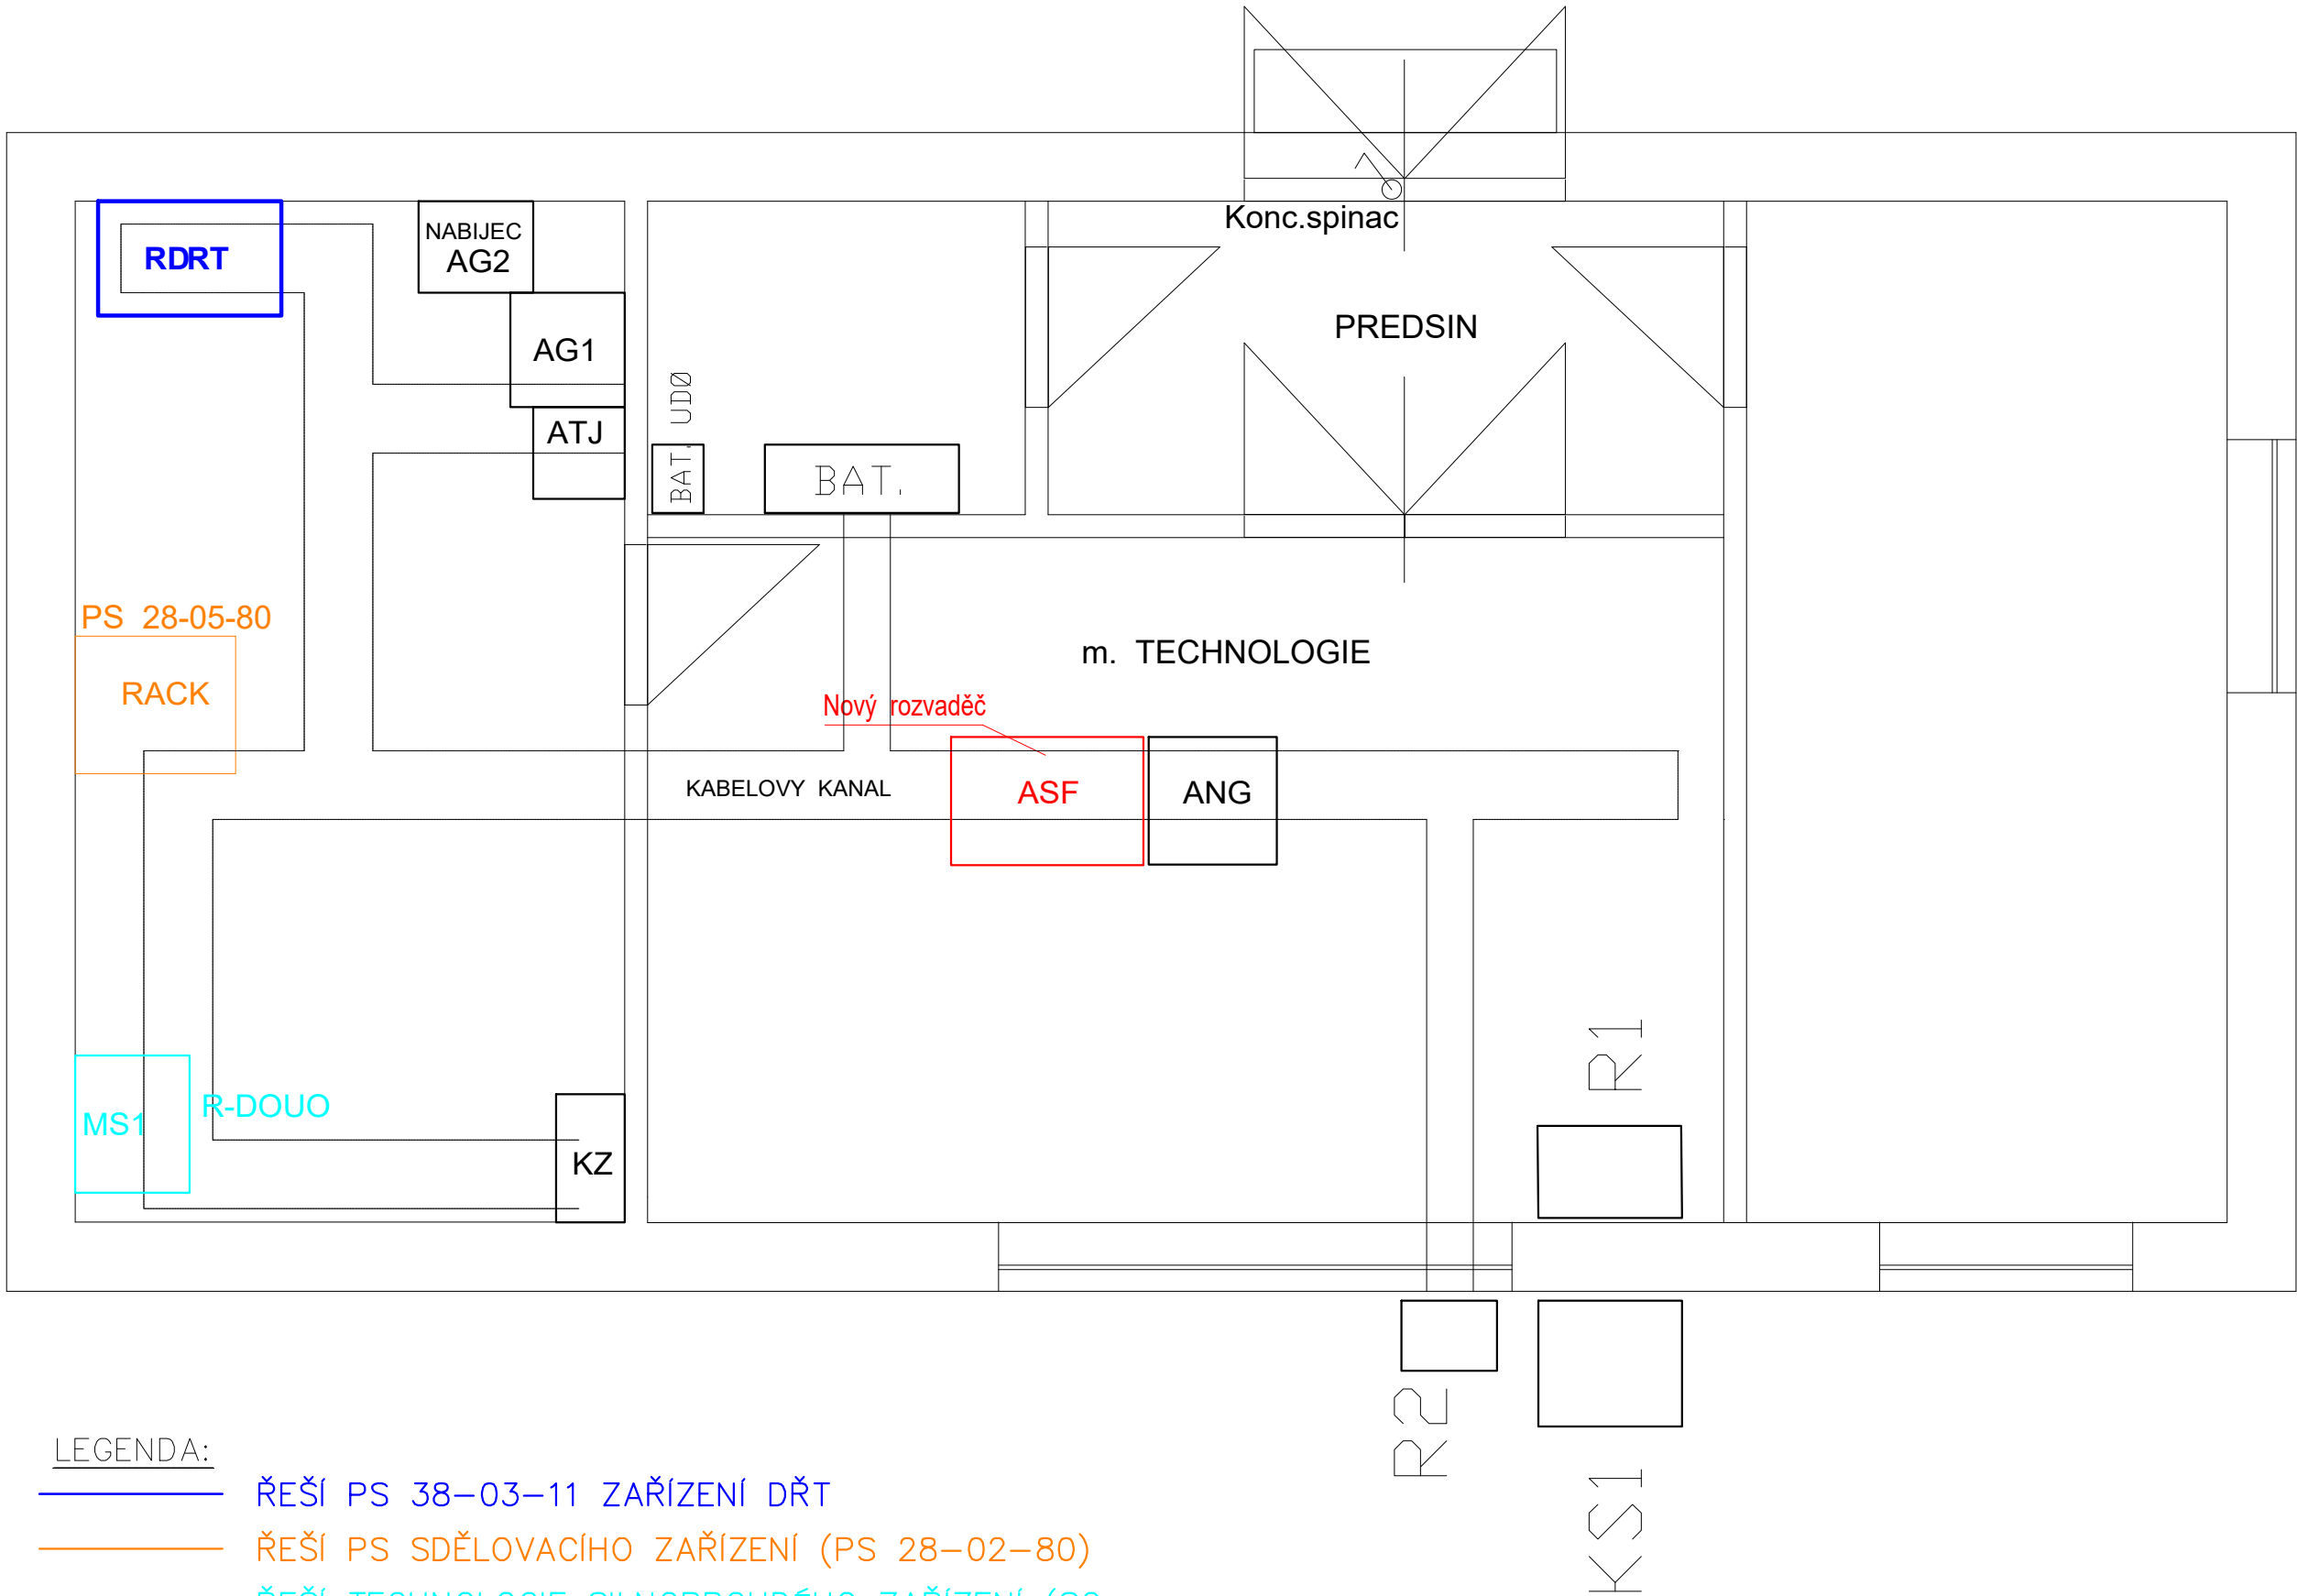 Konc.spinac
NABIJEC
AG2
RDRT
PREDSIN
AG1
ATJ
BAT. UDØ
BAT.
PS 28-05-80
m. TECHNOLOGIE
RACK
Nový rozvaděč
KABELOVY KANAL
ASF
ANG
R1
R-DOUO
MS1
KZ
R2
KS1
LEGENDA:
ŘEŠÍ PS 38-03-11 ZAŘÍZENÍ DŘT
ŘEŠÍ PS SDĚLOVACÍHO ZAŘÍZENÍ (PS 28-02-80)